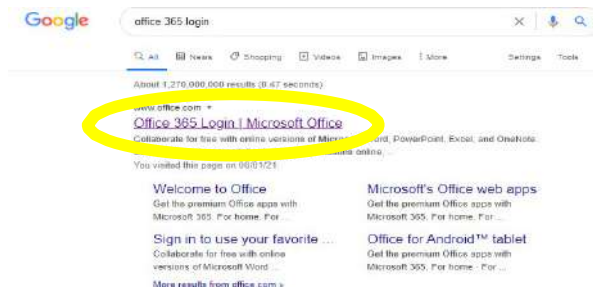 Google
office 365 login
All News Shopping Videos Images More Settings Tools
About 1,270,000,000 results (0.47 seconds)
www.office.com
Office 365 Login | Microsoft Office
Collaborate for free with online versions of PowerPoint, Excel, and OneNote.
online, ...
You visited this page on
Welcome to Office
Get the premium Office apps with
Microsoft 365. For home. For ...
Microsoft's Office web apps
Get the premium Office apps with
Microsoft 365. For home. For ...
Sign in to use your favorite ...
Collaborate for free with online
versions of Microsoft Word ...
Office for Android™ tablet
Get the premium Office apps with
Microsoft 365. For home · For ...
More results from office.com »